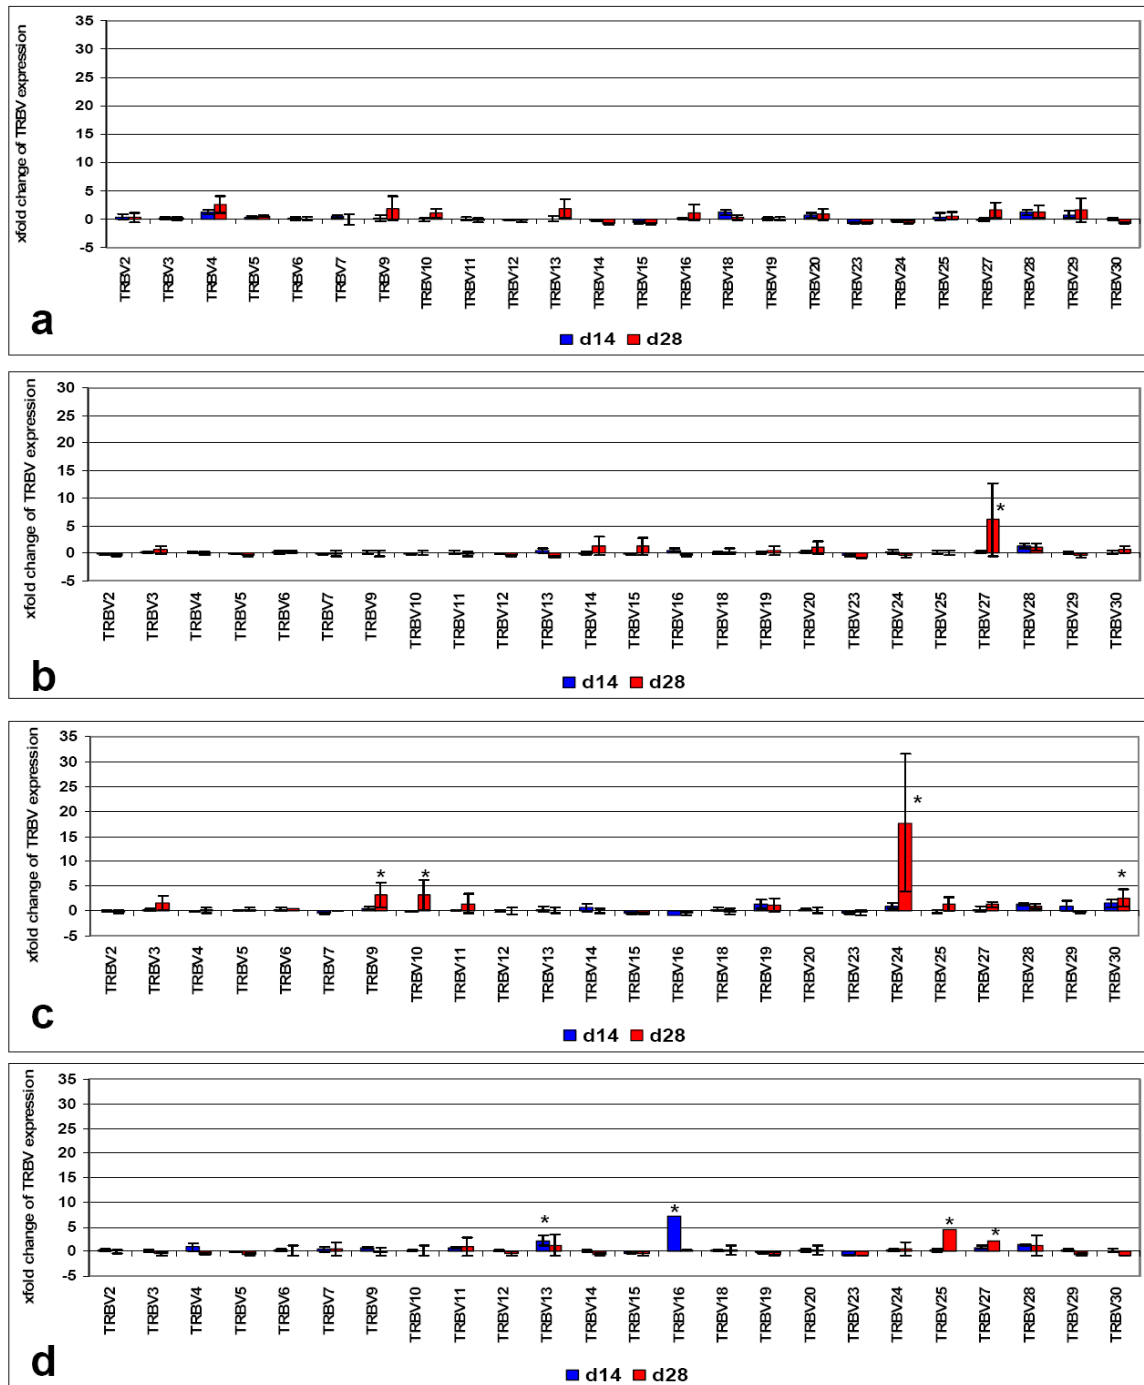 xfold change of TRBV expression
35
30
25
20
15
10
5
0
-5
TRBV2 TRBV3 TRBV4 TRBV5 TRBV6 TRBV7 TRBV9 TRBV10 TRBV11 TRBV12 TRBV13 TRBV14 TRBV15 TRBV16 TRBV18 TRBV19 TRBV20 TRBV23 TRBV24 TRBV25 TRBV27 TRBV28 TRBV29 TRBV30
a
d14 d28
xfold change of TRBV expression
30
25
20
15
10
5
0
-5
*
TRBV2 TRBV3 TRBV4 TRBV5 TRBV6 TRBV7 TRBV9 TRBV10 TRBV11 TRBV12 TRBV13 TRBV14 TRBV15 TRBV16 TRBV18 TRBV19 TRBV20 TRBV23 TRBV24 TRBV25 TRBV27 TRBV28 TRBV29 TRBV30
b
d14 d28
xfold change of TRBV expression
35
30
25
20
15
10
5
0
-5
* * * *
TRBV2 TRBV3 TRBV4 TRBV5 TRBV6 TRBV7 TRBV9 TRBV10 TRBV11 TRBV12 TRBV13 TRBV14 TRBV15 TRBV16 TRBV18 TRBV19 TRBV20 TRBV23 TRBV24 TRBV25 TRBV27 TRBV28 TRBV29 TRBV30
c
d14 d28
xfold change of TRBV expression
35
30
25
20
15
10
5
0
-5
* * * *
TRBV2 TRBV3 TRBV4 TRBV5 TRBV6 TRBV7 TRBV9 TRBV10 TRBV11 TRBV12 TRBV13 TRBV14 TRBV15 TRBV16 TRBV18 TRBV19 TRBV20 TRBV23 TRBV24 TRBV25 TRBV27 TRBV28 TRBV29 TRBV30
d
d14 d28